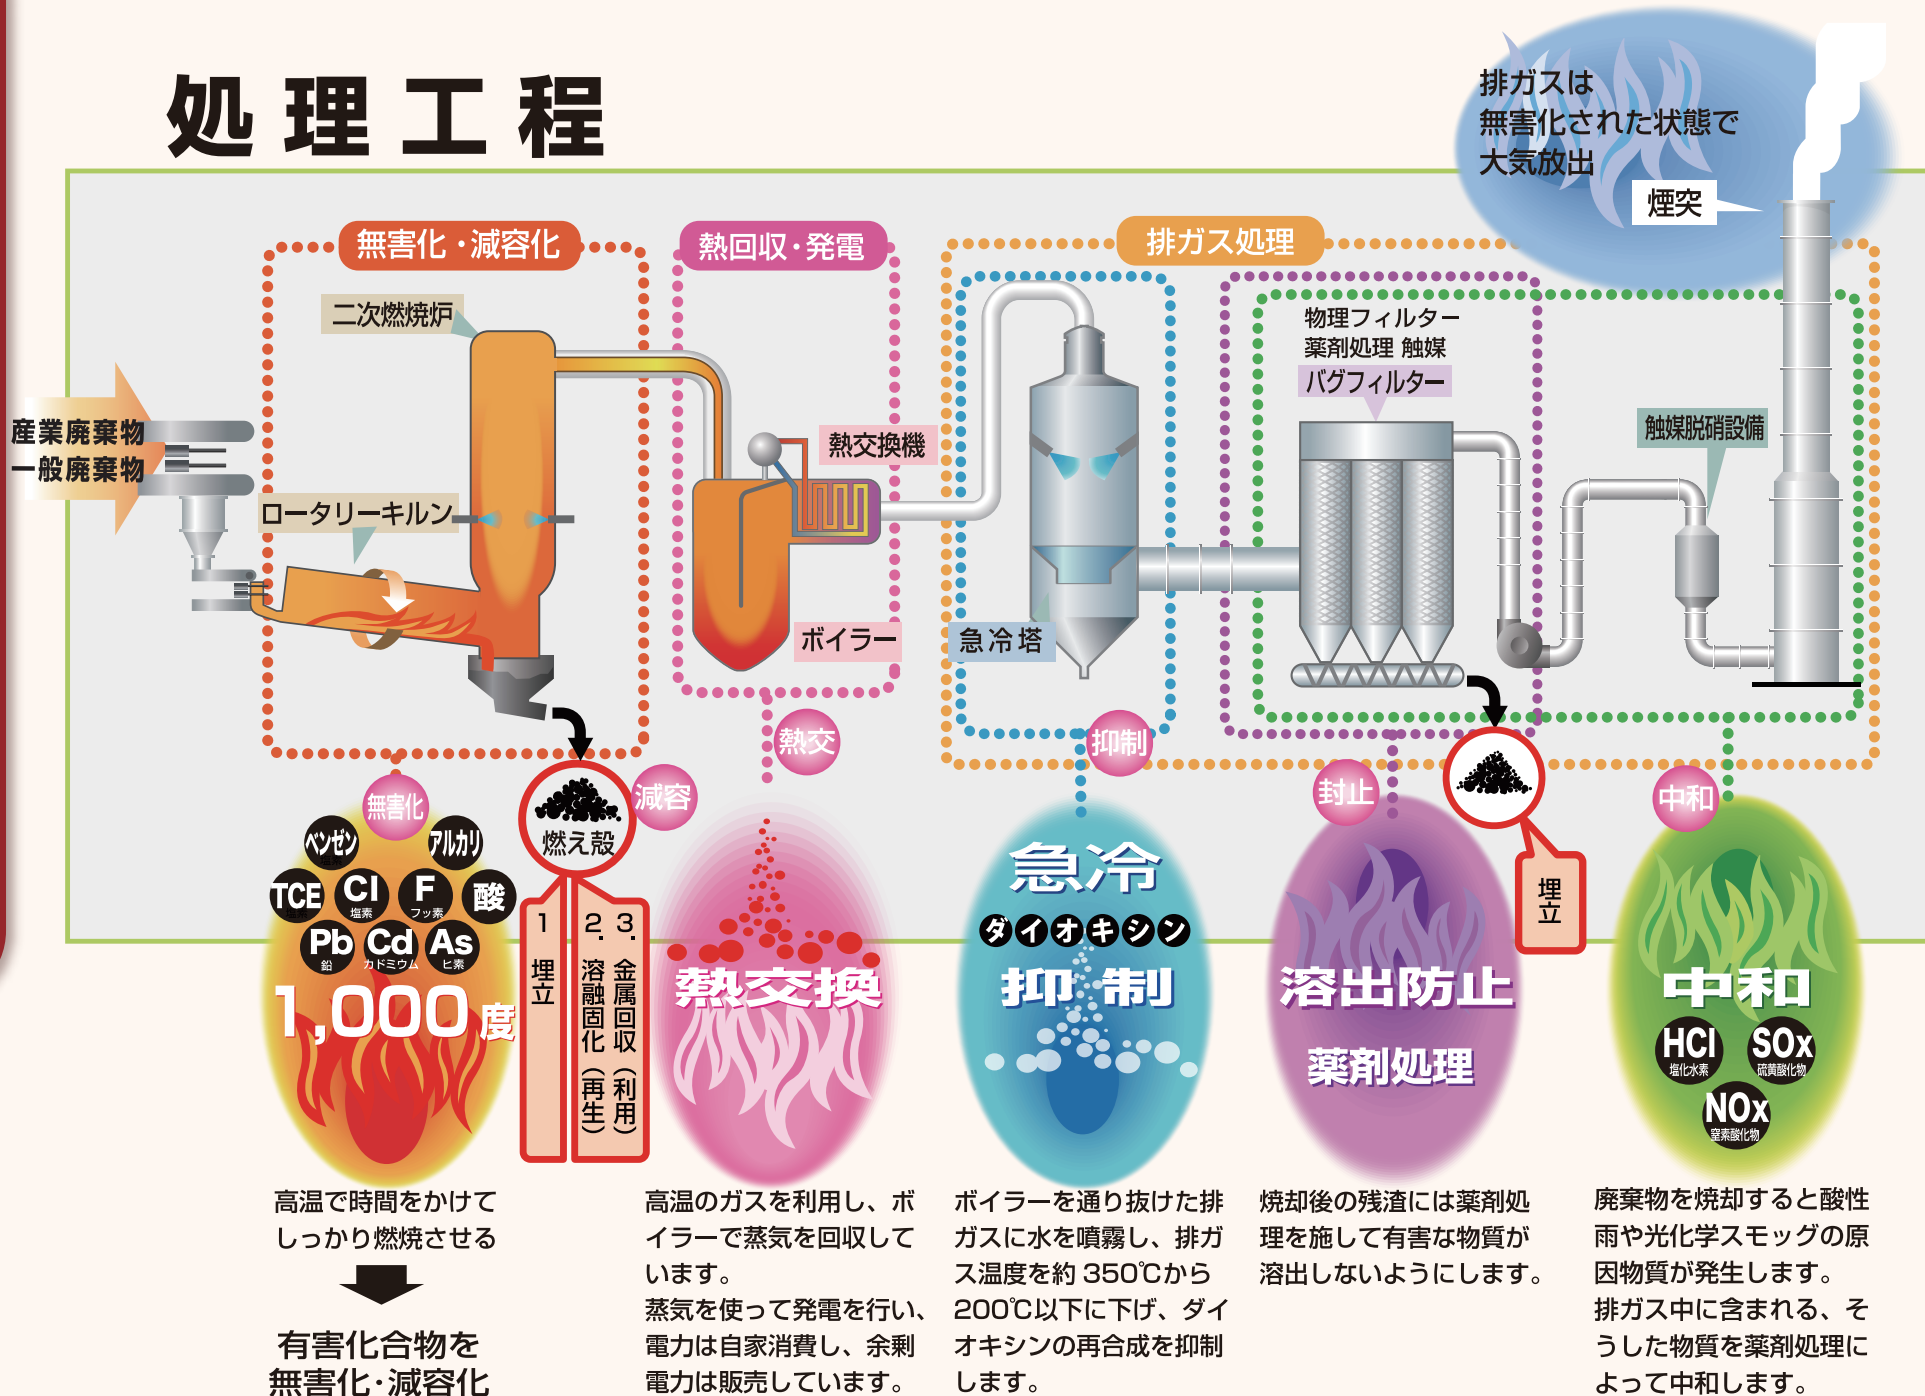 処理工程
排ガスは
無害化された状態で
大気放出
煙突
無害化・減容化
熱回収・発電
排ガス処理
二次燃焼炉
物理フィルター
薬剤処理 触媒
バグフィルター
産業廃棄物
一般廃棄物
熱交換機
触媒脱硝設備
ロータリーキルン
ボイラー
急冷塔
無害化
燃え殻
減容
熱交
抑制
封止
中和
埋立
ベンゼン
アルカリ
TCE
Cl
塩素
F
フッ素
酸
Pb
鉛
Cd
カドミウム
As
ヒ素
1,000度
1 埋立
2. 溶融固化（再生）
3. 金属回収（利用）
熱交換
急冷
ダイオキシン
抑制
溶出防止
薬剤処理
中和
HCl
塩化水素
SOx
硫黄酸化物
NOx
窒素酸化物
高温で時間をかけて
しっかり燃焼させる
有害化合物を
無害化・減容化
高温のガスを利用し、ボ
イラーで蒸気を回収して
います。
蒸気を使って発電を行い、
電力は自家消費し、余剰
電力は販売しています。
ボイラーを通り抜けた排
ガスに水を噴霧し、排ガ
ス温度を約 350℃から
200℃以下に下げ、ダイ
オキシンの再合成を抑制
します。
焼却後の残渣には薬剤処
理を施して有害な物質が
溶出しないようにします。
廃棄物を焼却すると酸性
雨や光化学スモッグの原
因物質が発生します。
排ガス中に含まれる、そ
うした物質を薬剤処理に
よって中和します。